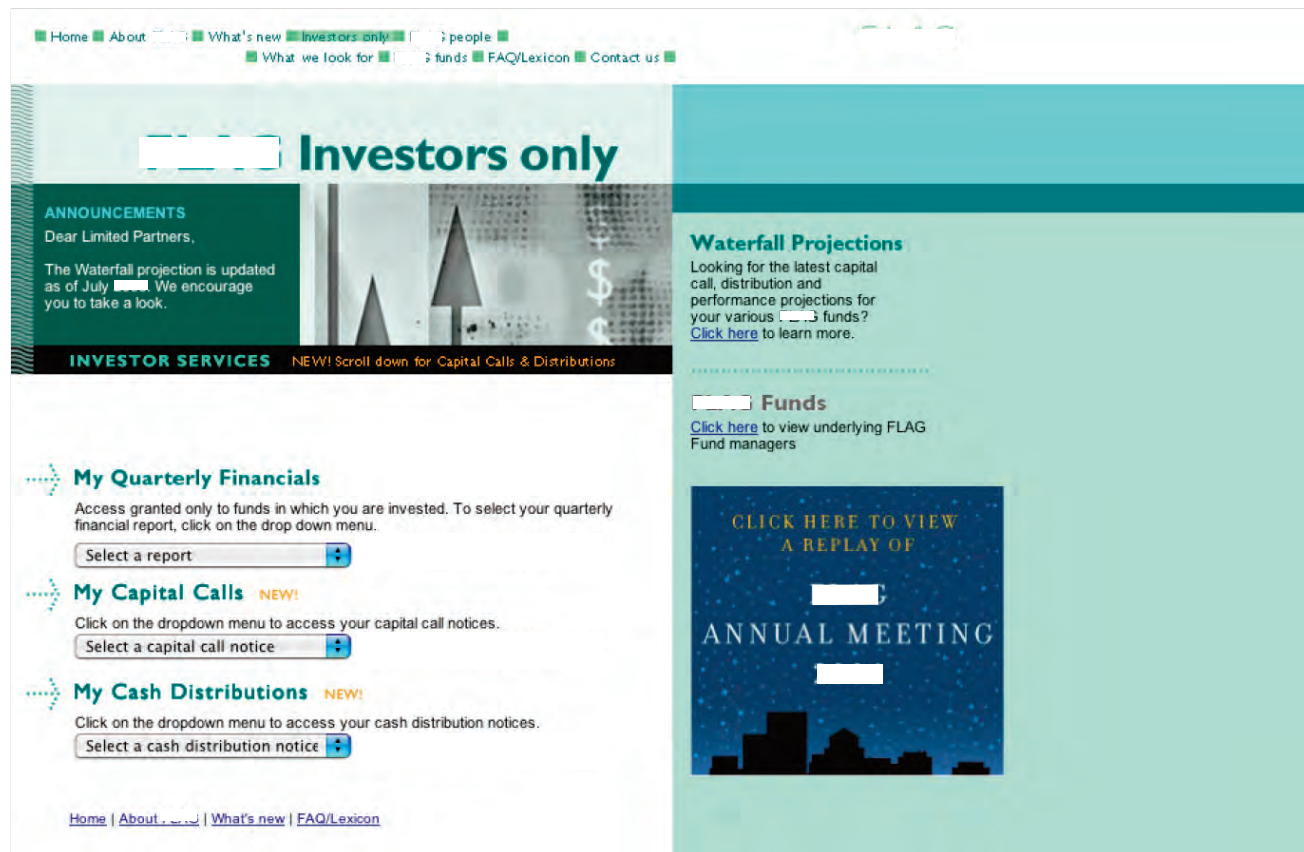 Home About What's new Investors only people
What we look for funds FAQ/Lexicon Contact us
Investors only
ANNOUNCEMENTS
Dear Limited Partners,
The Waterfall projection is updated
as of July . We encourage
you to take a look.
INVESTOR SERVICES NEW! Scroll down for Capital Calls & Distributions
Waterfall Projections
Looking for the latest capital
call, distribution and
performance projections for
your various funds?
Click here to learn more.
Funds
Click here to view underlying FLAG
Fund managers
My Quarterly Financials
Access granted only to funds in which you are invested. To select your quarterly
financial report, click on the drop down menu.
Select a report
My Capital Calls NEW!
Click on the dropdown menu to access your capital call notices.
Select a capital call notice
My Cash Distributions NEW!
Click on the dropdown menu to access your cash distribution notices.
Select a cash distribution notice
CLICK HERE TO VIEW
A REPLAY OF
ANNUAL MEETING
Home | About | What's new | FAQ/Lexicon